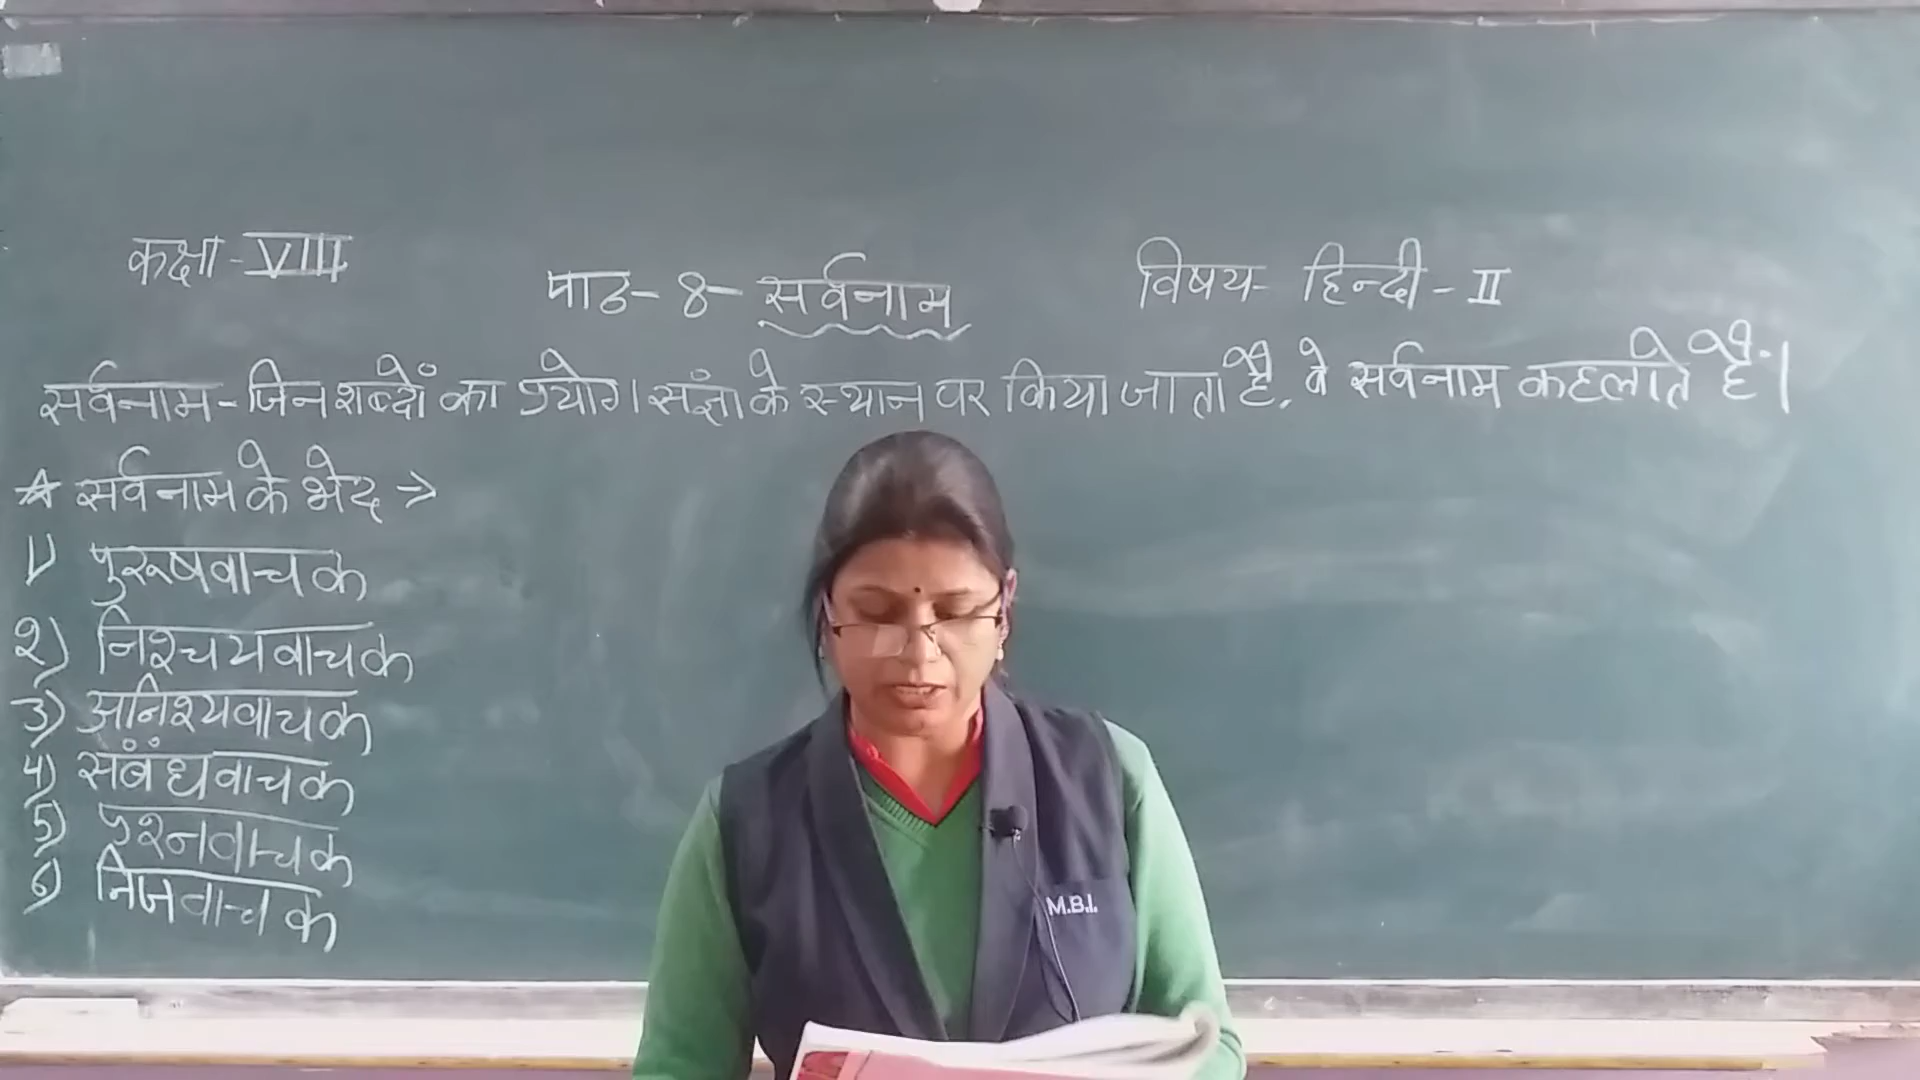 कक्षा - VIII
पाठ - 8 - सर्वनाम
विषय - हिन्दी - II
सर्वनाम - जिन शब्दों का प्रयोग संज्ञा के स्थान पर किया जाता है, वे सर्वनाम कहलाते हैं।
☆ सर्वनाम के भेद →
1) पुरूषवाचक
2) निश्चयवाचक
3) अनिश्यवाचक
4) संबंधवाचक
5) प्रश्नवाचक
6) निजवाचक
M.B.I.